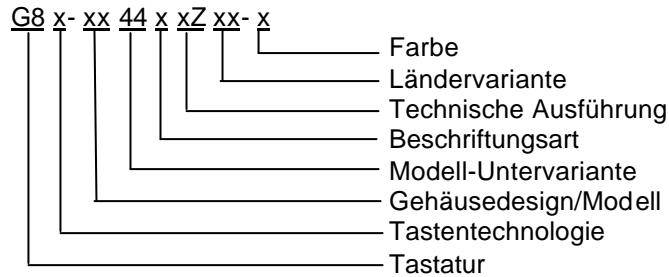 G8 x- xx 44 x xZ xx- x
Farbe
Ländervariante
Technische Ausführung
Beschriftungsart
Modell-Untervariante
Gehäusedesign/Modell
Tastentechnologie
Tastatur